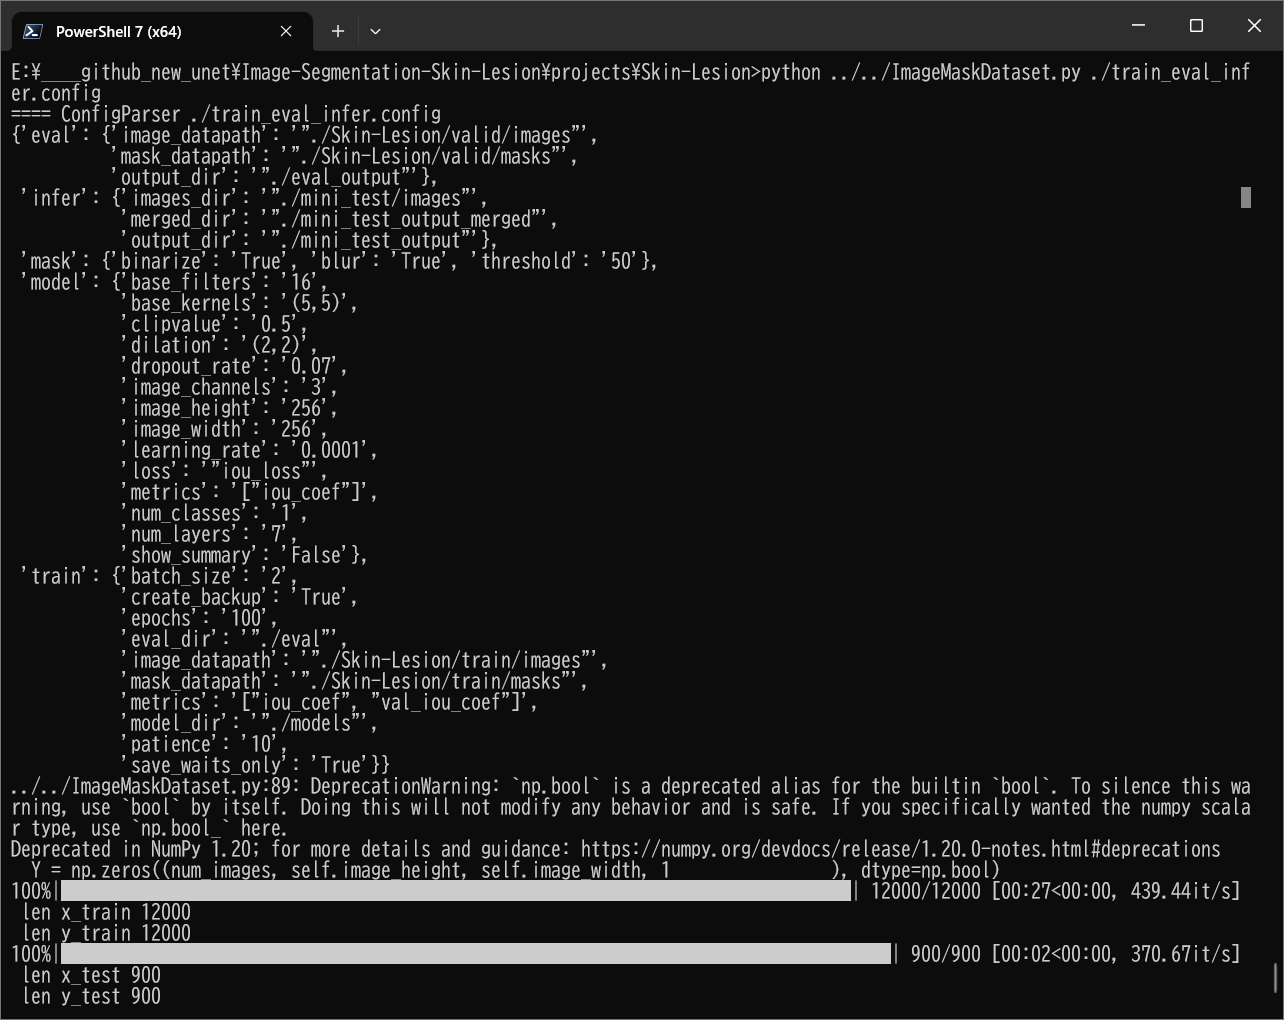 PowerShell 7 (x64)
E:¥____github_new_unet¥Image-Segmentation-Skin-Lesion¥projects¥Skin-Lesion>python ../../ImageMaskDataset.py ./train_eval_inf
er.config
==== ConfigParser ./train_eval_infer.config
{'eval': {'image_datapath': '"./Skin-Lesion/valid/images"',
'mask_datapath': '"./Skin-Lesion/valid/masks"',
'output_dir': '"./eval_output"'},
'infer': {'images_dir': '"./mini_test/images"',
'merged_dir': '"./mini_test_output_merged"',
'output_dir': '"./mini_test_output"'},
'mask': {'binarize': 'True', 'blur': 'True', 'threshold': '50'},
'model': {'base_filters': '16',
'base_kernels': '(5,5)',
'clipvalue': '0.5',
'dilation': '(2,2)',
'dropout_rate': '0.07',
'image_channels': '3',
'image_height': '256',
'image_width': '256',
'learning_rate': '0.0001',
'loss': '"iou_loss"',
'metrics': '["iou_coef"]',
'num_classes': '1',
'num_layers': '7',
'show_summary': 'False'},
'train': {'batch_size': '2',
'create_backup': 'True',
'epochs': '100',
'eval_dir': '"./eval"',
'image_datapath': '"./Skin-Lesion/train/images"',
'mask_datapath': '"./Skin-Lesion/train/masks"',
'metrics': '["iou_coef", "val_iou_coef"]',
'model_dir': '"./models"',
'patience': '10',
'save_waits_only': 'True'}}
../../ImageMaskDataset.py:89: DeprecationWarning: `np.bool` is a deprecated alias for the builtin `bool`. To silence this wa
rning, use `bool` by itself. Doing this will not modify any behavior and is safe. If you specifically wanted the numpy scala
r type, use `np.bool_` here.
Deprecated in NumPy 1.20; for more details and guidance: https://numpy.org/devdocs/release/1.20.0-notes.html#deprecations
Y = np.zeros((num_images, self.image_height, self.image_width, 1 ), dtype=np.bool)
100%| | 12000/12000 [00:27<00:00, 439.44it/s]
len x_train 12000
len y_train 12000
100%| | 900/900 [00:02<00:00, 370.67it/s]
len x_test 900
len y_test 900